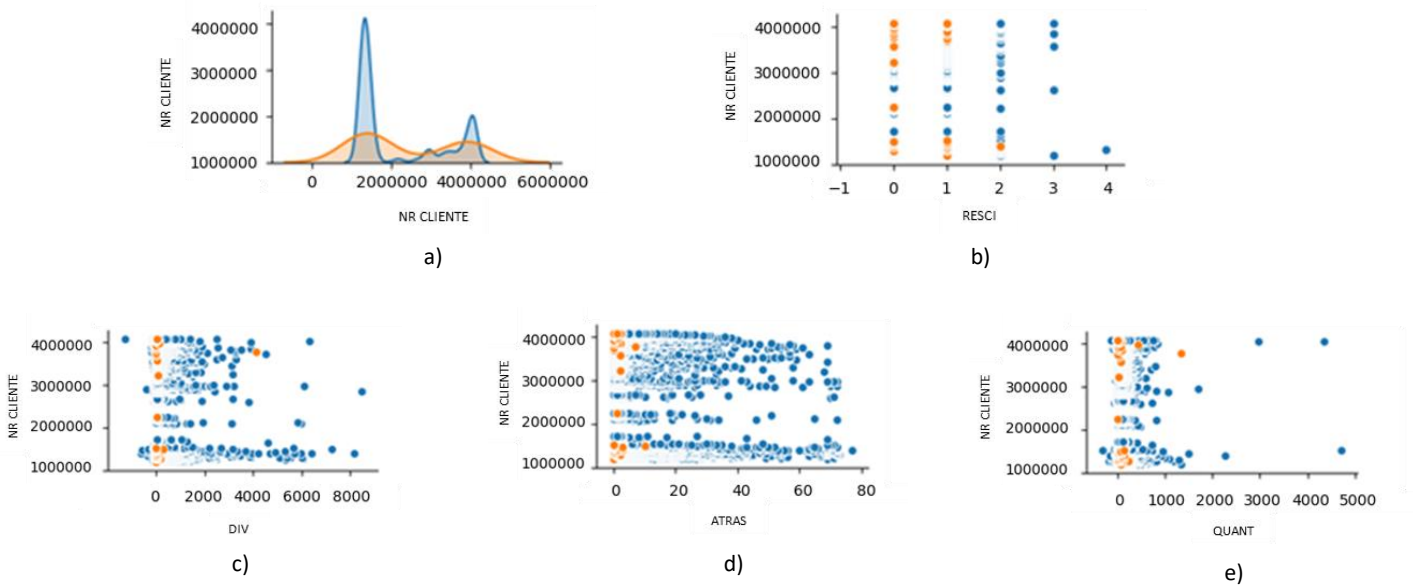 4000000
3000000
2000000
1000000
NR CLIENTE
0 2000000 4000000 6000000
NR CLIENTE
a)
4000000
3000000
2000000
1000000
NR CLIENTE
−1 0 1 2 3 4
RESCI
b)
4000000
3000000
2000000
1000000
NR CLIENTE
0 2000 4000 6000 8000
DIV
c)
4000000
3000000
2000000
1000000
NR CLIENTE
0 20 40 60 80
ATRAS
d)
4000000
3000000
2000000
1000000
NR CLIENTE
0 1000 2000 3000 4000 5000
QUANT
e)